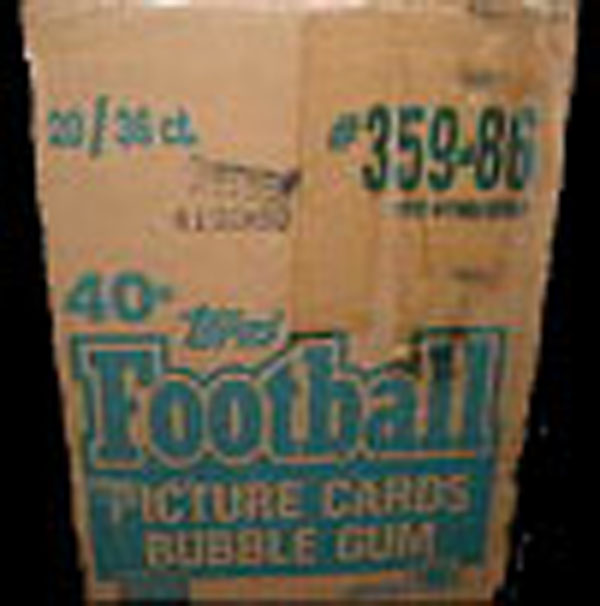 20/36 ct.
#359-86
40¢
Topps
Football
PICTURE CARDS
BUBBLE GUM